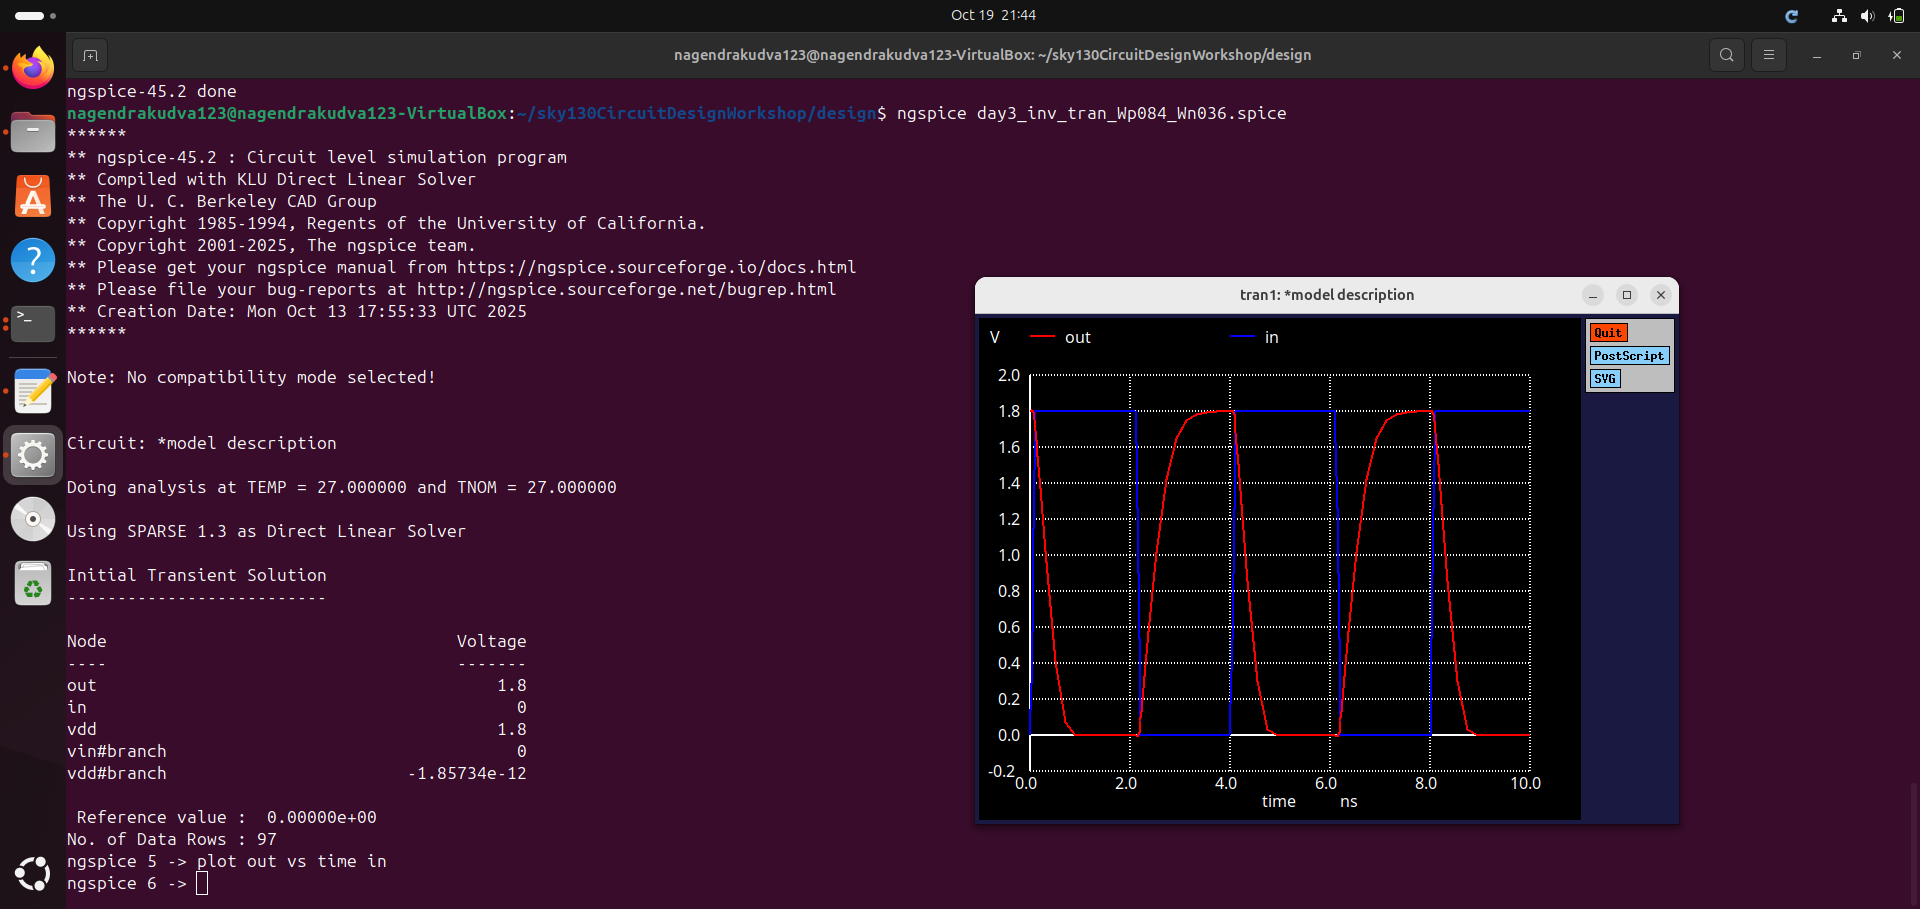 Oct 19 21:44
nagendrakudva123@nagendrakudva123-VirtualBox: ~/sky130CircuitDesignWorkshop/design
ngspice-45.2 done
nagendrakudva123@nagendrakudva123-VirtualBox:~/sky130CircuitDesignWorkshop/design$ ngspice day3_inv_tran_Wp084_Wn036.spice
******
** ngspice-45.2 : Circuit level simulation program
** Compiled with KLU Direct Linear Solver
** The U. C. Berkeley CAD Group
** Copyright 1985-1994, Regents of the University of California.
** Copyright 2001-2025, The ngspice team.
** Please get your ngspice manual from https://ngspice.sourceforge.io/docs.html
** Please file your bug-reports at http://ngspice.sourceforge.net/bugrep.html
** Creation Date: Mon Oct 13 17:55:33 UTC 2025
******
Note: No compatibility mode selected!
Circuit: *model description
Doing analysis at TEMP = 27.000000 and TNOM = 27.000000
Using SPARSE 1.3 as Direct Linear Solver
Initial Transient Solution
--------------------------
Node Voltage
---- -------
out 1.8
in 0
vdd 1.8
vin#branch 0
vdd#branch -1.85734e-12
Reference value : 0.00000e+00
No. of Data Rows : 97
ngspice 5 -> plot out vs time in
ngspice 6 ->
tran1: *model description
V out in
Quit
PostScript
SVG
2.0
1.8
1.6
1.4
1.2
1.0
0.8
0.6
0.4
0.2
0.0
-0.2
0.0 2.0 4.0 6.0 8.0 10.0
time ns